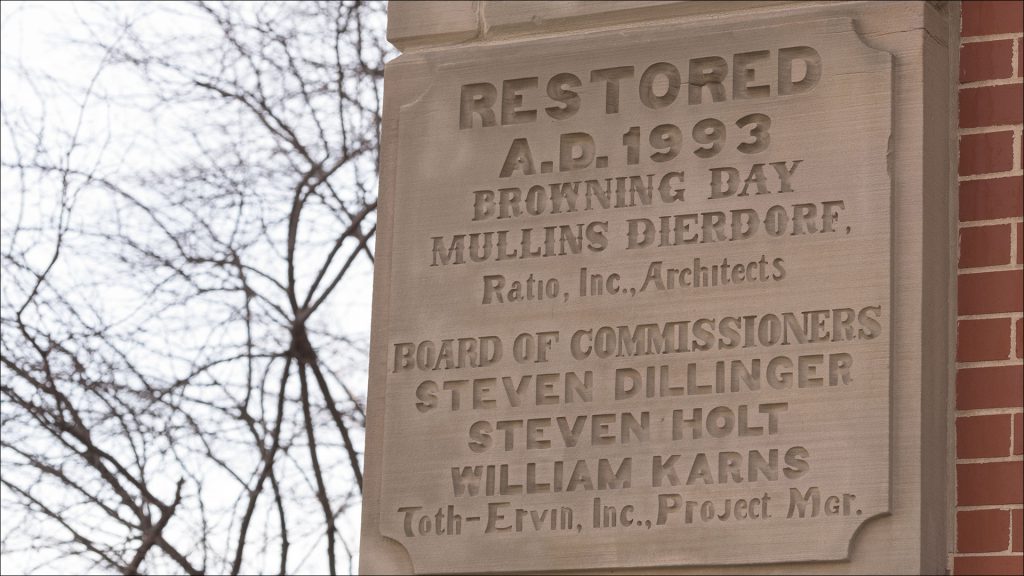 RESTORED
A.D. 1993
BROWNING DAY
MULLINS DIERDORF,
Ratio, Inc., Architects
BOARD OF COMMISSIONERS
STEVEN DILLINGER
STEVEN HOLT
WILLIAM KARNS
Toth-Ervin, Inc., Project Mgr.